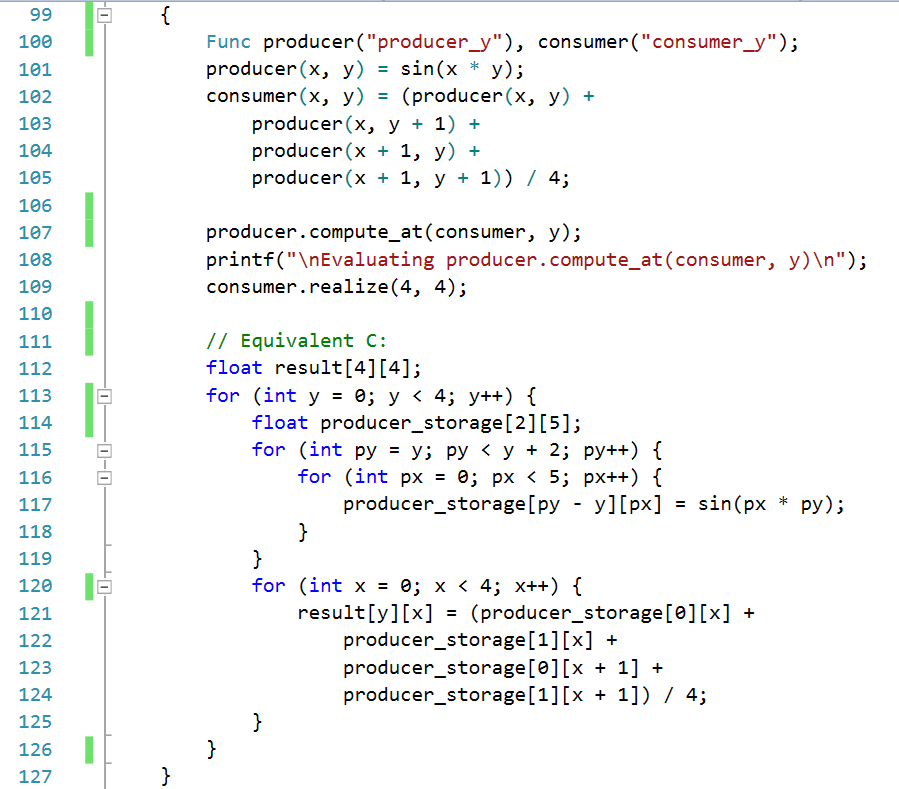 99 {
100 Func producer("producer_y"), consumer("consumer_y");
101 producer(x, y) = sin(x * y);
102 consumer(x, y) = (producer(x, y) +
103 producer(x, y + 1) +
104 producer(x + 1, y) +
105 producer(x + 1, y + 1)) / 4;
106
107 producer.compute_at(consumer, y);
108 printf("\nEvaluating producer.compute_at(consumer, y)\n");
109 consumer.realize(4, 4);
110
111 // Equivalent C:
112 float result[4][4];
113 for (int y = 0; y < 4; y++) {
114 float producer_storage[2][5];
115 for (int py = y; py < y + 2; py++) {
116 for (int px = 0; px < 5; px++) {
117 producer_storage[py - y][px] = sin(px * py);
118 }
119 }
120 for (int x = 0; x < 4; x++) {
121 result[y][x] = (producer_storage[0][x] +
122 producer_storage[1][x] +
123 producer_storage[0][x + 1] +
124 producer_storage[1][x + 1]) / 4;
125 }
126 }
127 }